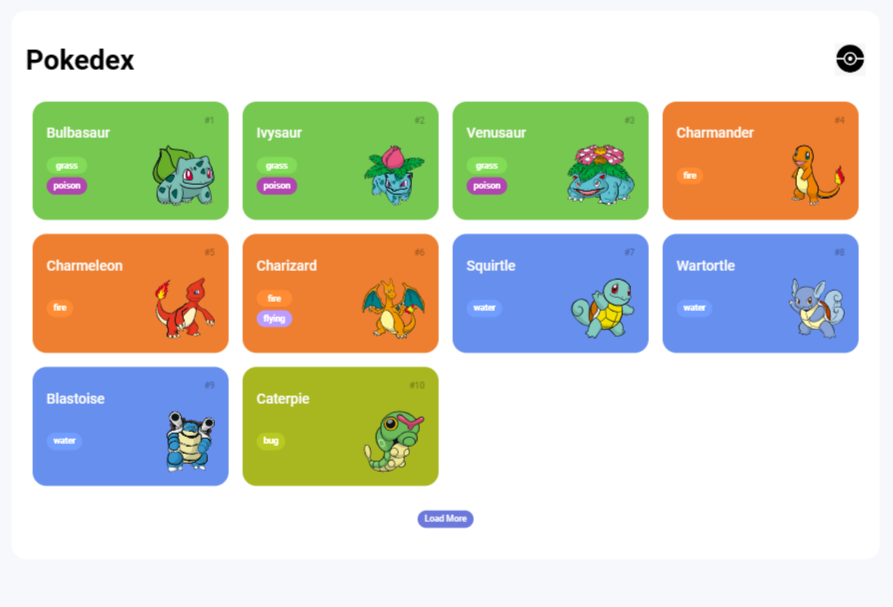 Pokedex
#1
Bulbasaur
grass
poison
#2
Ivysaur
grass
poison
#3
Venusaur
grass
poison
#4
Charmander
fire
#5
Charmeleon
fire
#6
Charizard
fire
flying
#7
Squirtle
water
#8
Wartortle
water
#9
Blastoise
water
#10
Caterpie
bug
Load More